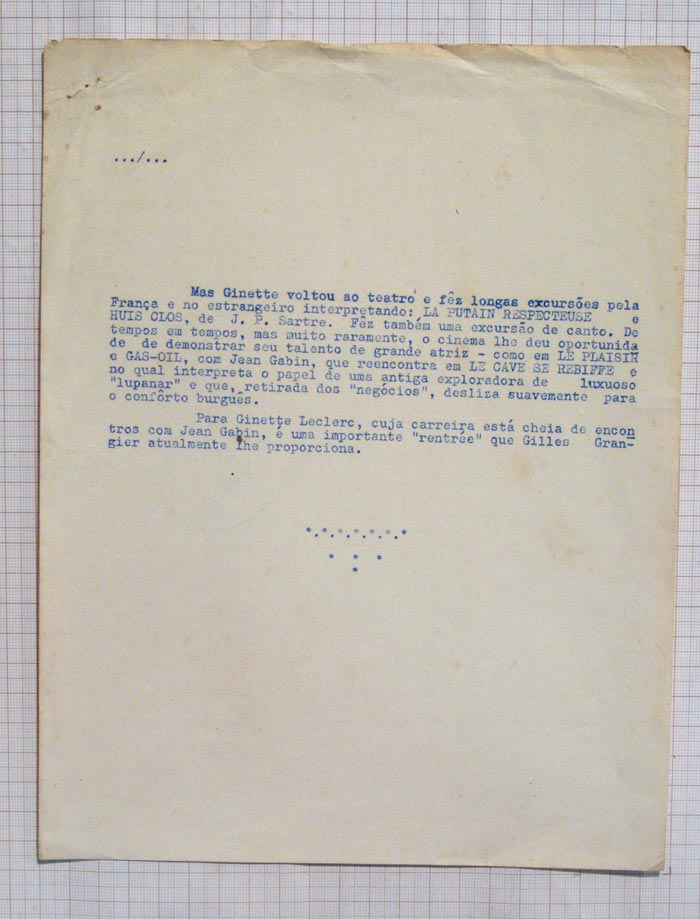 .../...
Mas Ginette voltou ao teatro e fêz longas excursões pela
França e no estrangeiro interpretando: LA PUTAIN RESPECTEUSE e
HUIS CLOS, de J. P. Sartre. Fêz também uma excursão de canto. De
tempos em tempos, mas muito raramente, o cinema lhe deu oportunida
de de demonstrar seu talento de grande atriz - como em LE PLAISIR
e GAS-OIL, com Jean Gabin, que reencontra em LE CAVE SE REBIFFE e
no qual interpreta o papel de uma antiga exploradora de luxuoso
"lupanar" e que, retirada dos "negócios", desliza suavemente para
o confôrto burguês.
Para Ginette Leclerc, cuja carreira está cheia de encon
tros com Jean Gabin, é uma importante "rentrée" que Gilles Gran-
gier atualmente lhe proporciona.
*.*.*.*.*.*.*
* * *
*